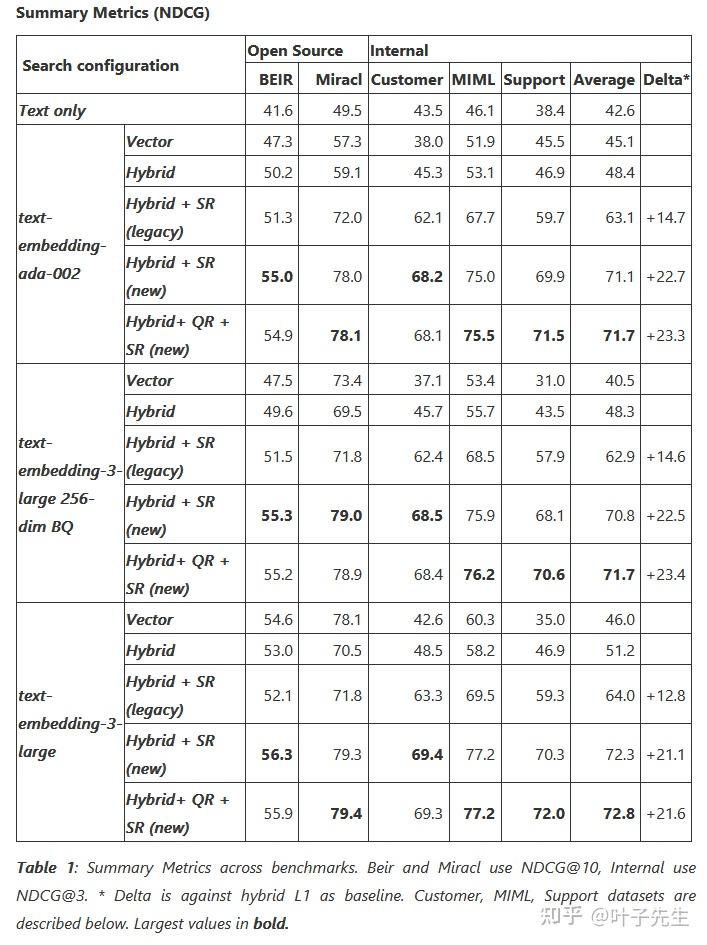 Summary Metrics (NDCG)
Search configuration Open Source Internal
BEIR Miracl Customer MIML Support Average Delta*
Text only 41.6 49.5 43.5 46.1 38.4 42.6
text-embedding-ada-002
Vector 47.3 57.3 38.0 51.9 45.5 45.1
Hybrid 50.2 59.1 45.3 53.1 46.9 48.4
Hybrid + SR (legacy) 51.3 72.0 62.1 67.7 59.7 63.1 +14.7
Hybrid + SR (new) 55.0 78.0 68.2 75.0 69.9 71.1 +22.7
Hybrid+ QR + SR (new) 54.9 78.1 68.1 75.5 71.5 71.7 +23.3
text-embedding-3-large 256-dim BQ
Vector 47.5 73.4 37.1 53.4 31.0 40.5
Hybrid 49.6 69.5 45.7 55.7 43.5 48.3
Hybrid + SR (legacy) 51.5 71.8 62.4 68.5 57.9 62.9 +14.6
Hybrid + SR (new) 55.3 79.0 68.5 75.9 68.1 70.8 +22.5
Hybrid+ QR + SR (new) 55.2 78.9 68.4 76.2 70.6 71.7 +23.4
text-embedding-3-large
Vector 54.6 78.1 42.6 60.3 35.0 46.0
Hybrid 53.0 70.5 48.5 58.2 46.9 51.2
Hybrid + SR (legacy) 52.1 71.8 63.3 69.5 59.3 64.0 +12.8
Hybrid + SR (new) 56.3 79.3 69.4 77.2 70.3 72.3 +21.1
Hybrid+ QR + SR (new) 55.9 79.4 69.3 77.2 72.0 72.8 +21.6
Table 1: Summary Metrics across benchmarks. Beir and Miracl use NDCG@10, Internal use
NDCG@3. * Delta is against hybrid L1 as baseline. Customer, MIML, Support datasets are
described below. Largest values in bold.
知乎 @叶子先生